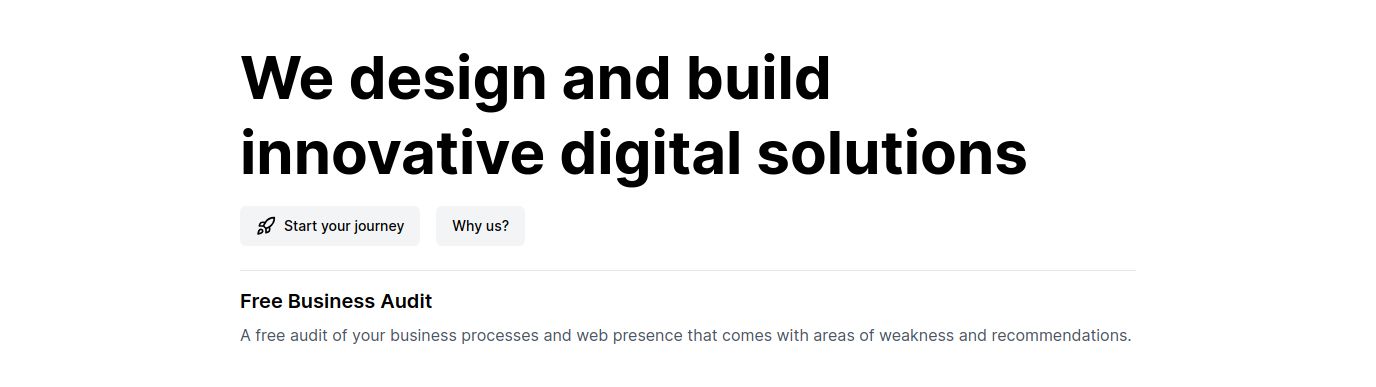 We design and build
innovative digital solutions
Start your journey
Why us?
Free Business Audit
A free audit of your business processes and web presence that comes with areas of weakness and recommendations.